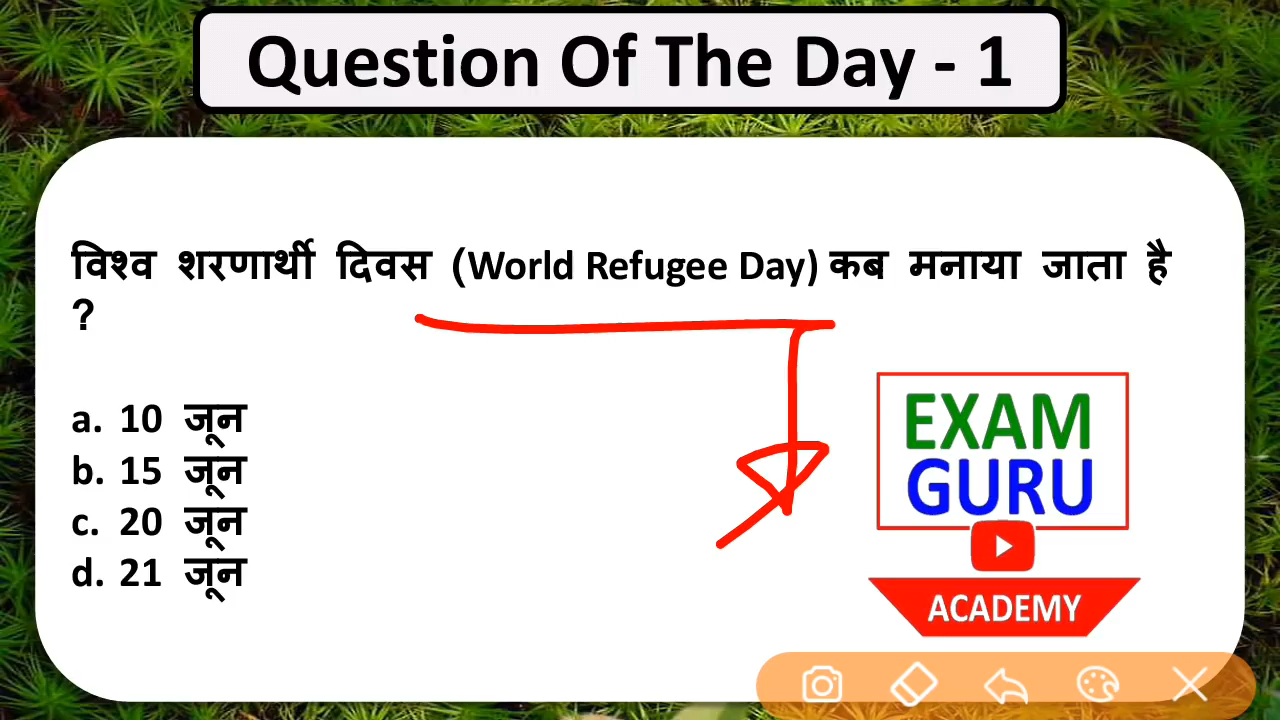 Question Of The Day - 1
विश्व शरणार्थी दिवस (World Refugee Day) कब मनाया जाता है
?
a. 10 जून
b. 15 जून
c. 20 जून
d. 21 जून
EXAM
GURU
ACADEMY